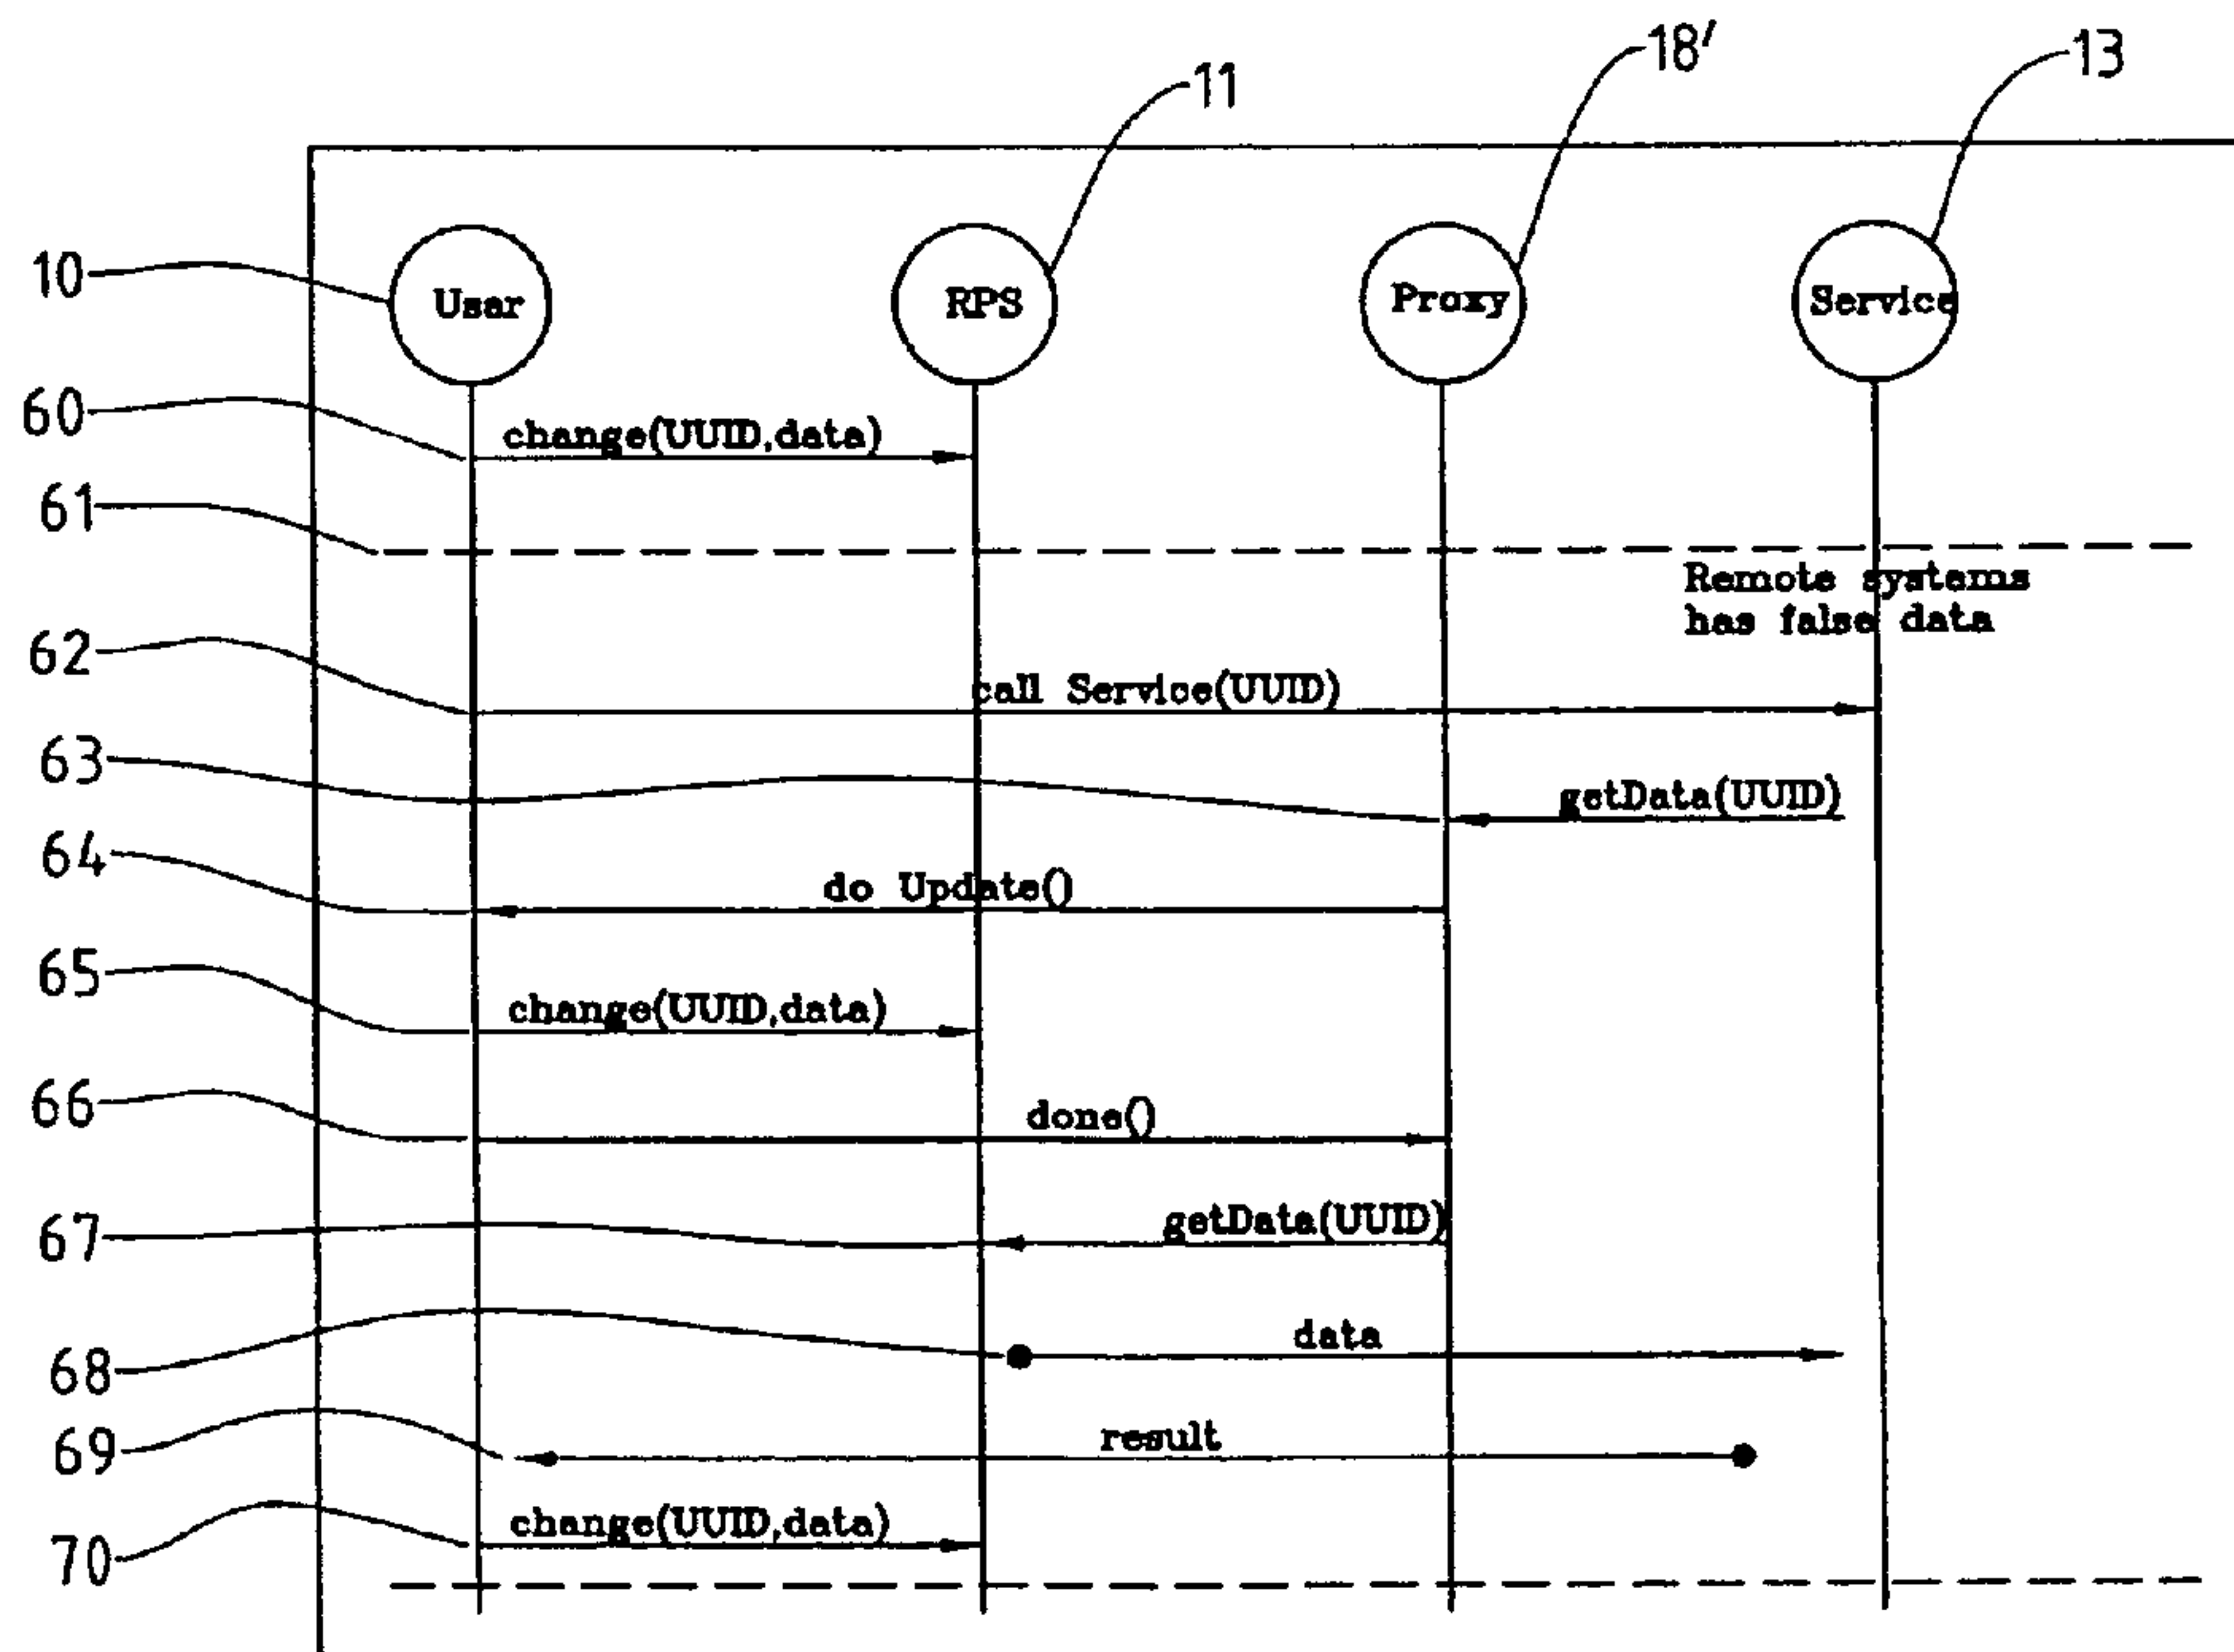 11
18'
13
10
Usar
RPS
Proxy
Service
60
change(UUID,data)
61
Remote systems
has false data
62
call Service(UUID)
63
getData(UUID)
64
do Update()
65
change(UUID,data)
66
done()
67
getData(UUID)
68
data
69
result
70
change(UUID,data)